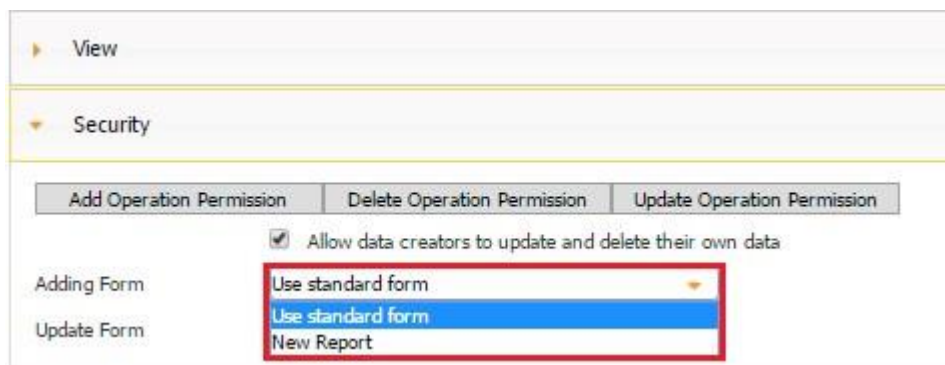 View
Security
Add Operation Permission Delete Operation Permission Update Operation Permission
Allow data creators to update and delete their own data
Adding Form Use standard form
Use standard form
Update Form
New Report